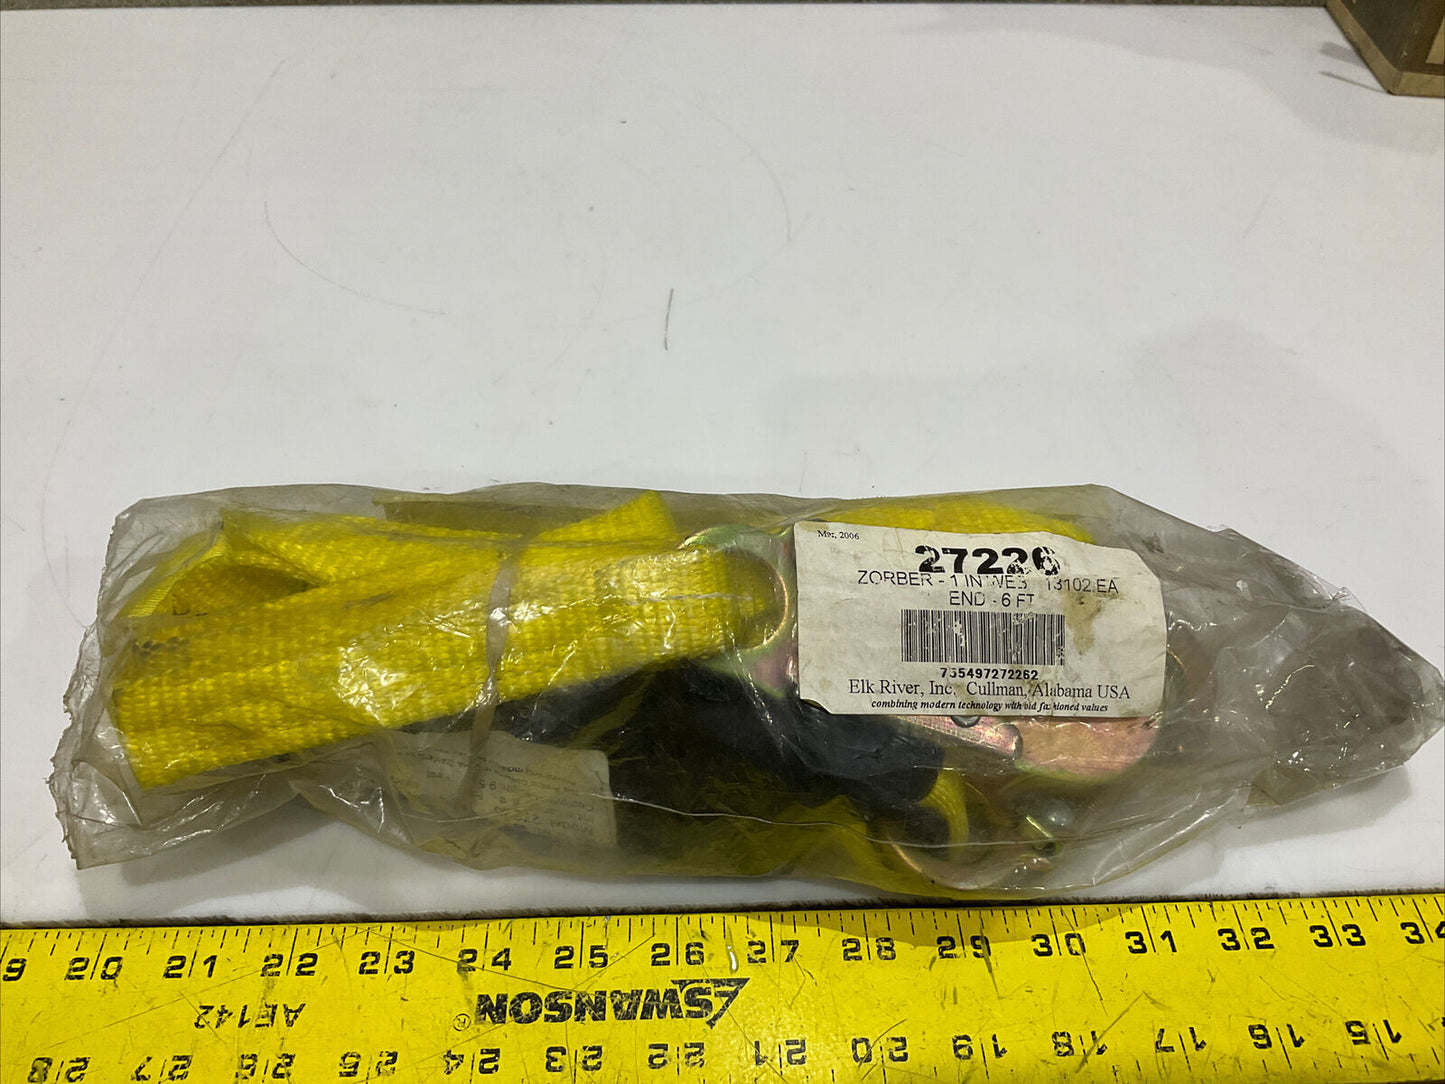 Mar, 2006
27226
ZORBER - 1 IN WEB 13102 EA
END - 6 FT
755497272262
Elk River, Inc. Cullman, Alabama USA
combining modern technology with old fashioned values
Model
9 20 21 22 23 24 25 26 27 28 29 30 31 32 33 34
AE142
SWANSON®
28 27 26 25 24 23 22 21 20 19 18 17 16 15